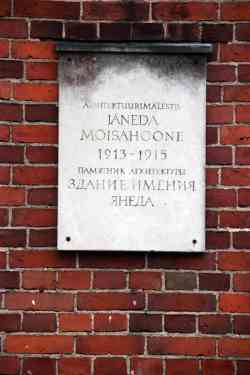 ARHITEKTUURIMÄLESTIS
JÄNEDA
MÕISAHOONE
1913-1915
ПАМЯТНИК АРХИТЕКТУРЫ
ЗДАНИЕ ИМЕНИЯ
ЯНЕДА